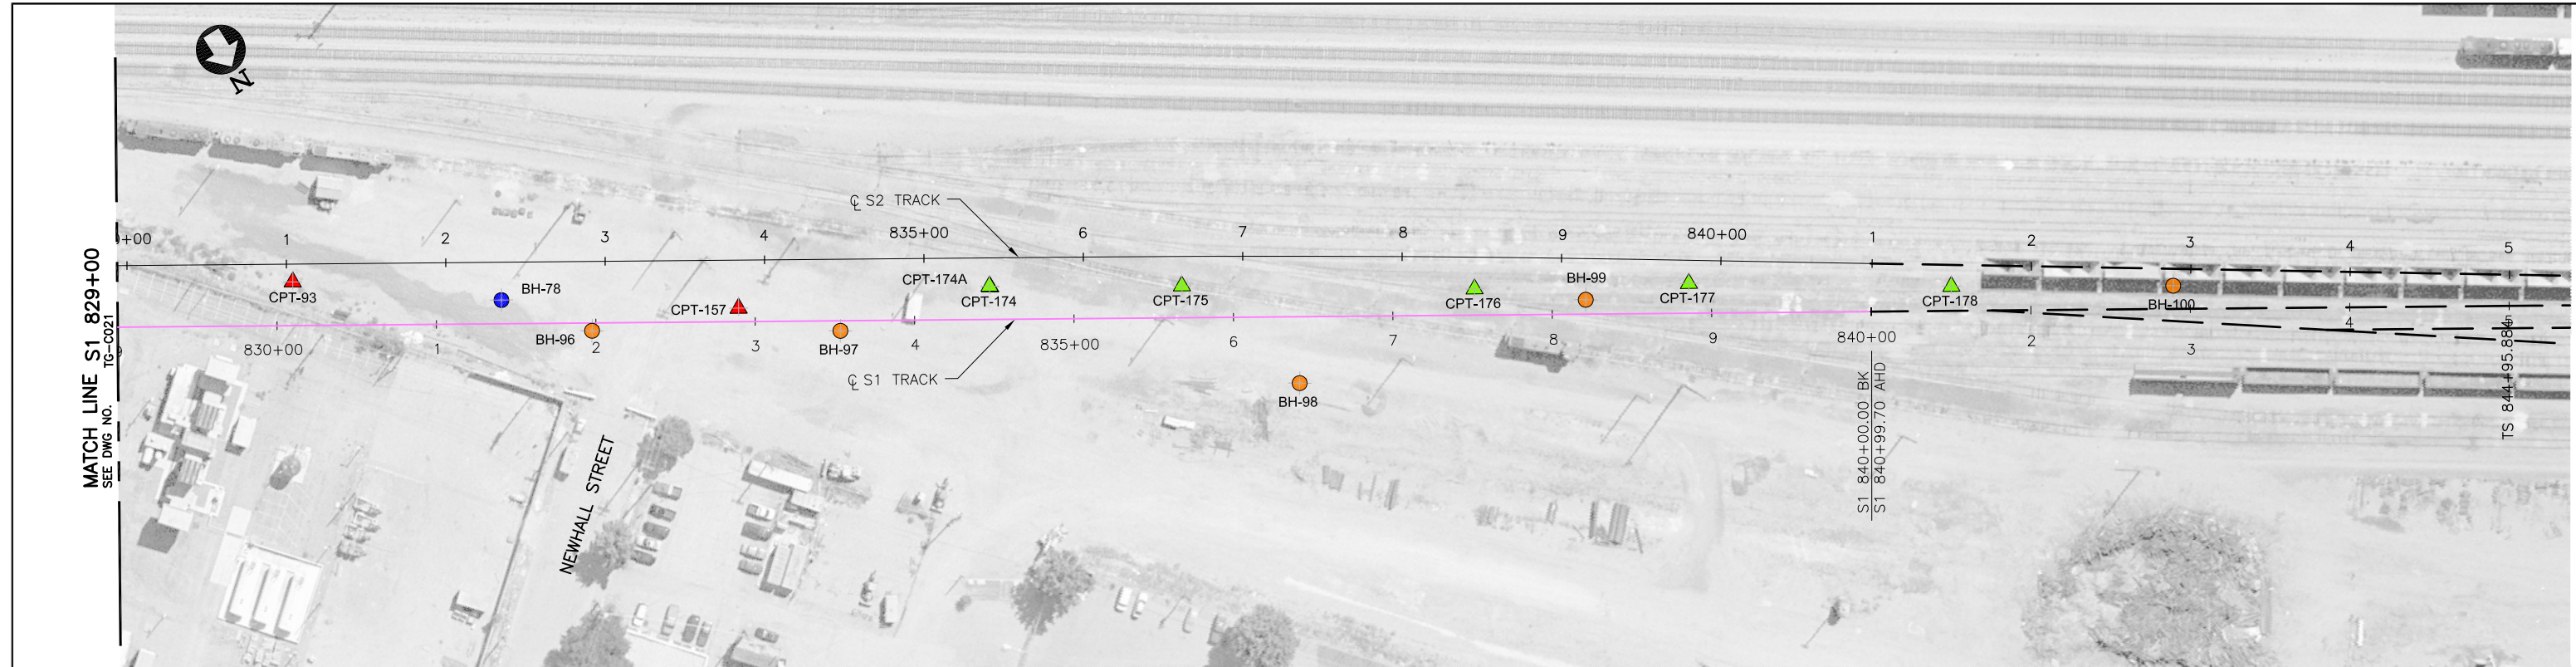 N
MATCH LINE S1 829+00
SEE DWG NO. TG-C021
+00 1 2 3 4 835+00 6 7 8 9 840+00 1 2 3 4 5
℄ S2 TRACK
CPT-93
BH-78
CPT-157
CPT-174A
CPT-174
CPT-175
CPT-176
BH-99
CPT-177
CPT-178
BH-100
BH-96
BH-97
9 830+00 1 2 3 4 835+00 6 7 8 9 840+00 2 3 4 5
℄ S1 TRACK
BH-98
NEWHALL STREET
S1 840+00.00 BK
S1 840+99.70 AHD
TS 844+95.884